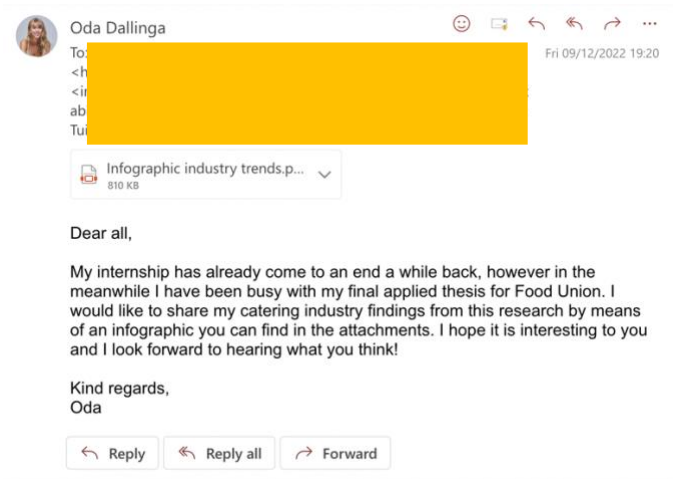 Oda Dallinga
To:
Fri 09/12/2022 19:20
<h
ab
Tui
Infographic industry trends.p...
810 KB
Dear all,
My internship has already come to an end a while back, however in the
meanwhile I have been busy with my final applied thesis for Food Union. I
would like to share my catering industry findings from this research by means
of an infographic you can find in the attachments. I hope it is interesting to you
and I look forward to hearing what you think!
Kind regards,
Oda
Reply
Reply all
Forward